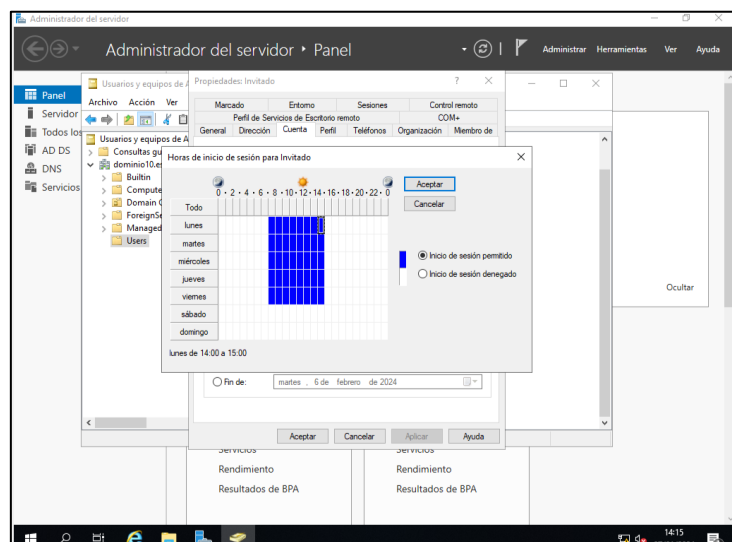 Administrador del servidor
Administrador del servidor ‣ Panel
Administrar Herramientas Ver Ayuda
Panel
Servidor
Todos los
AD DS
DNS
Servicios
Usuarios y equipos de A
Archivo Acción Ver
Usuarios y equipos de A
Consultas gu
dominio10.es
Builtin
Compute
Domain C
ForeignSe
Managed
Users
Propiedades: Invitado ? ×
Marcado Entorno Sesiones Control remoto
Perfil de Servicios de Escritorio remoto COM+
General Dirección Cuenta Perfil Teléfonos Organización Miembro de
Horas de inicio de sesión para Invitado
0 · 2 · 4 · 6 · 8 · 10 · 12 · 14 · 16 · 18 · 20 · 22 · 0
Todo
lunes
martes
miércoles
jueves
viernes
sábado
domingo
Aceptar
Cancelar
Inicio de sesión permitido
Inicio de sesión denegado
lunes de 14:00 a 15:00
Fin de: martes , 6 de febrero de 2024
Aceptar Cancelar Aplicar Ayuda
Ocultar
Servicios Servicios
Rendimiento Rendimiento
Resultados de BPA Resultados de BPA
14:15